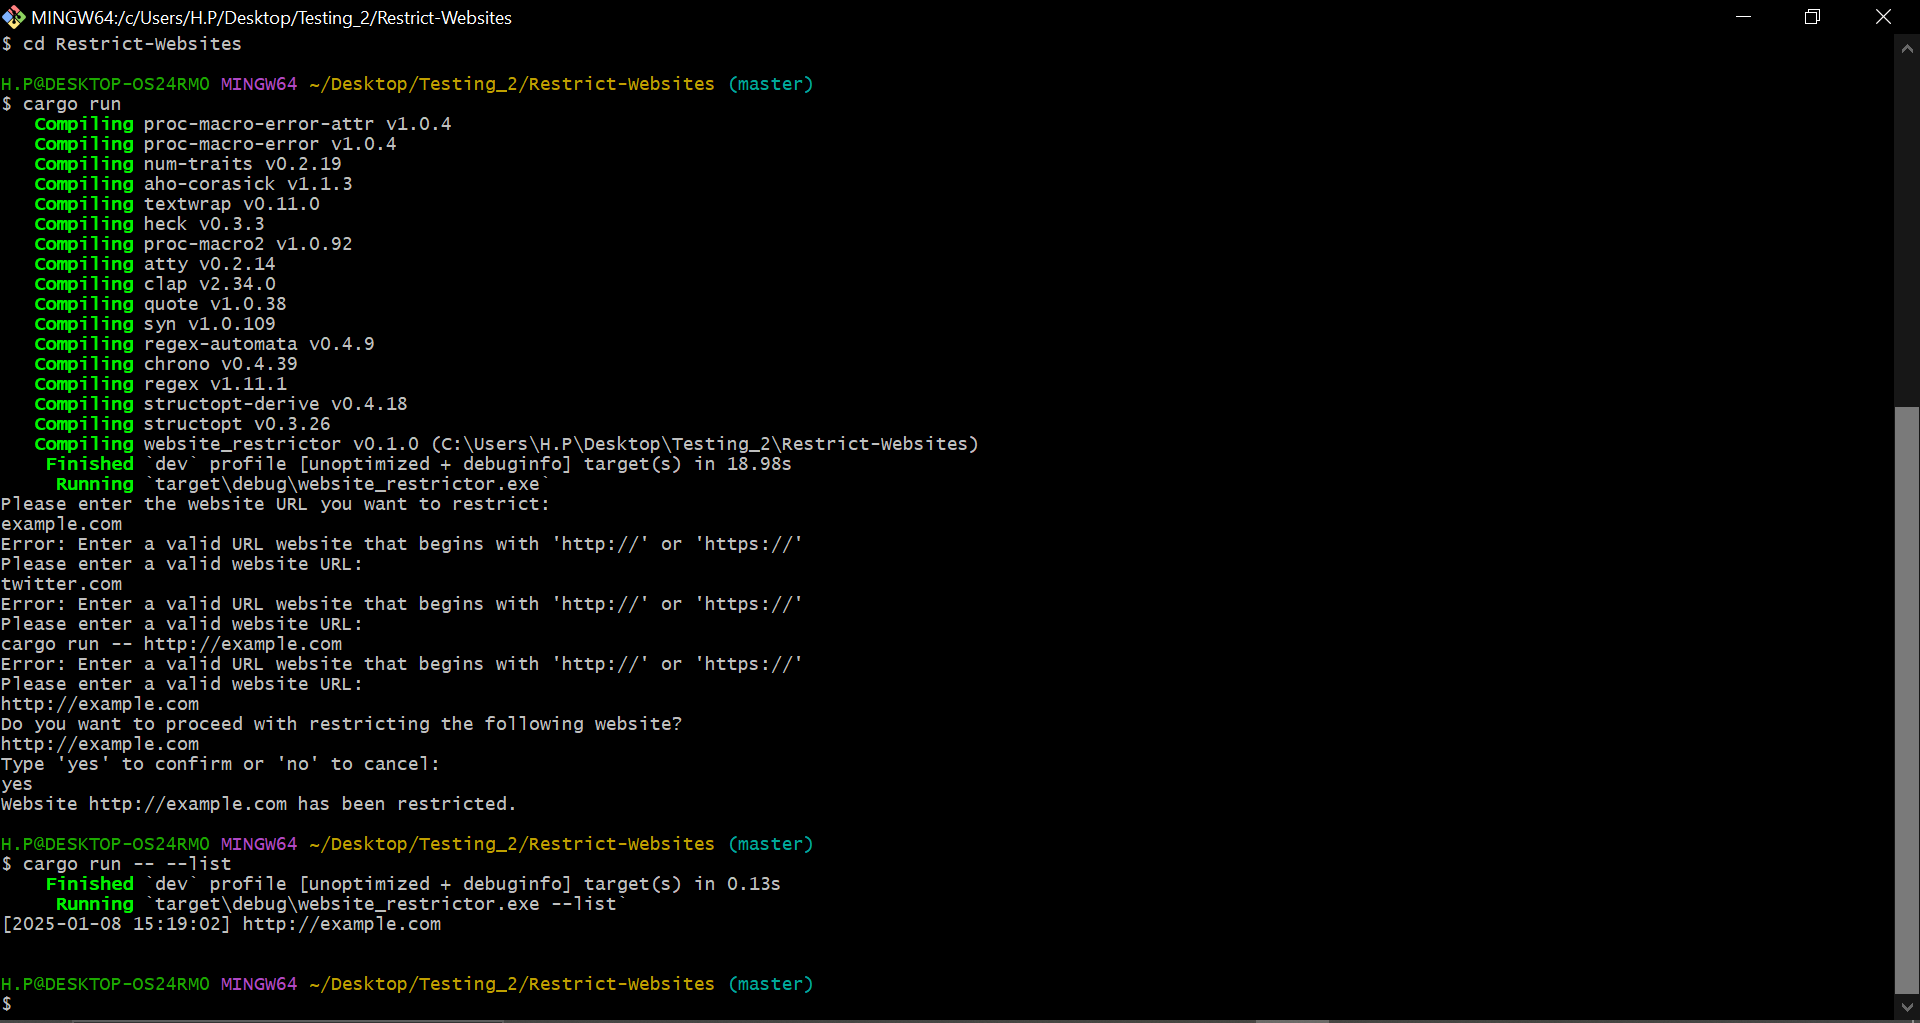 MINGW64:/c/Users/H.P/Desktop/Testing_2/Restrict-Websites
$ cd Restrict-Websites
H.P@DESKTOP-OS24RMO MINGW64 ~/Desktop/Testing_2/Restrict-Websites (master)
$ cargo run
Compiling proc-macro-error-attr v1.0.4
Compiling proc-macro-error v1.0.4
Compiling num-traits v0.2.19
Compiling aho-corasick v1.1.3
Compiling textwrap v0.11.0
Compiling heck v0.3.3
Compiling proc-macro2 v1.0.92
Compiling atty v0.2.14
Compiling clap v2.34.0
Compiling quote v1.0.38
Compiling syn v1.0.109
Compiling regex-automata v0.4.9
Compiling chrono v0.4.39
Compiling regex v1.11.1
Compiling structopt-derive v0.4.18
Compiling structopt v0.3.26
Compiling website_restrictor v0.1.0 (C:\Users\H.P\Desktop\Testing_2\Restrict-Websites)
Finished `dev` profile [unoptimized + debuginfo] target(s) in 18.98s
Running `target\debug\website_restrictor.exe`
Please enter the website URL you want to restrict:
example.com
Error: Enter a valid URL website that begins with 'http://' or 'https://'
Please enter a valid website URL:
twitter.com
Error: Enter a valid URL website that begins with 'http://' or 'https://'
Please enter a valid website URL:
cargo run -- http://example.com
Error: Enter a valid URL website that begins with 'http://' or 'https://'
Please enter a valid website URL:
http://example.com
Do you want to proceed with restricting the following website?
http://example.com
Type 'yes' to confirm or 'no' to cancel:
yes
Website http://example.com has been restricted.
H.P@DESKTOP-OS24RMO MINGW64 ~/Desktop/Testing_2/Restrict-Websites (master)
$ cargo run -- --list
Finished `dev` profile [unoptimized + debuginfo] target(s) in 0.13s
Running `target\debug\website_restrictor.exe --list`
[2025-01-08 15:19:02] http://example.com
H.P@DESKTOP-OS24RMO MINGW64 ~/Desktop/Testing_2/Restrict-Websites (master)
$